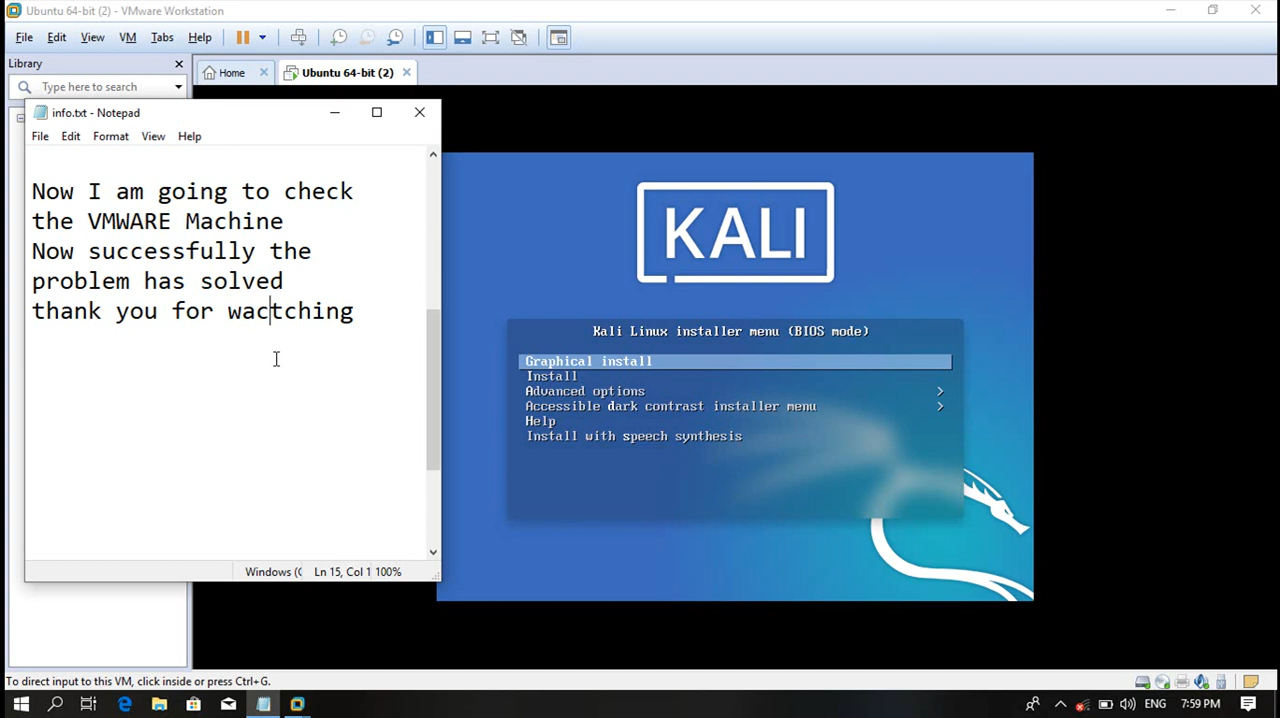 Ubuntu 64-bit (2) - VMware Workstation
File Edit View VM Tabs Help
Library
Type here to search
Home
Ubuntu 64-bit (2)
info.txt - Notepad
File Edit Format View Help
Now I am going to check
the VMWARE Machine
Now successfully the
problem has solved
thank you for wactching
Windows (C
Ln 15, Col 1
100%
KALI
Kali Linux installer menu (BIOS mode)
Graphical install
Install
Advanced options >
Accessible dark contrast installer menu >
Help
Install with speech synthesis
To direct input to this VM, click inside or press Ctrl+G.
ENG
7:59 PM